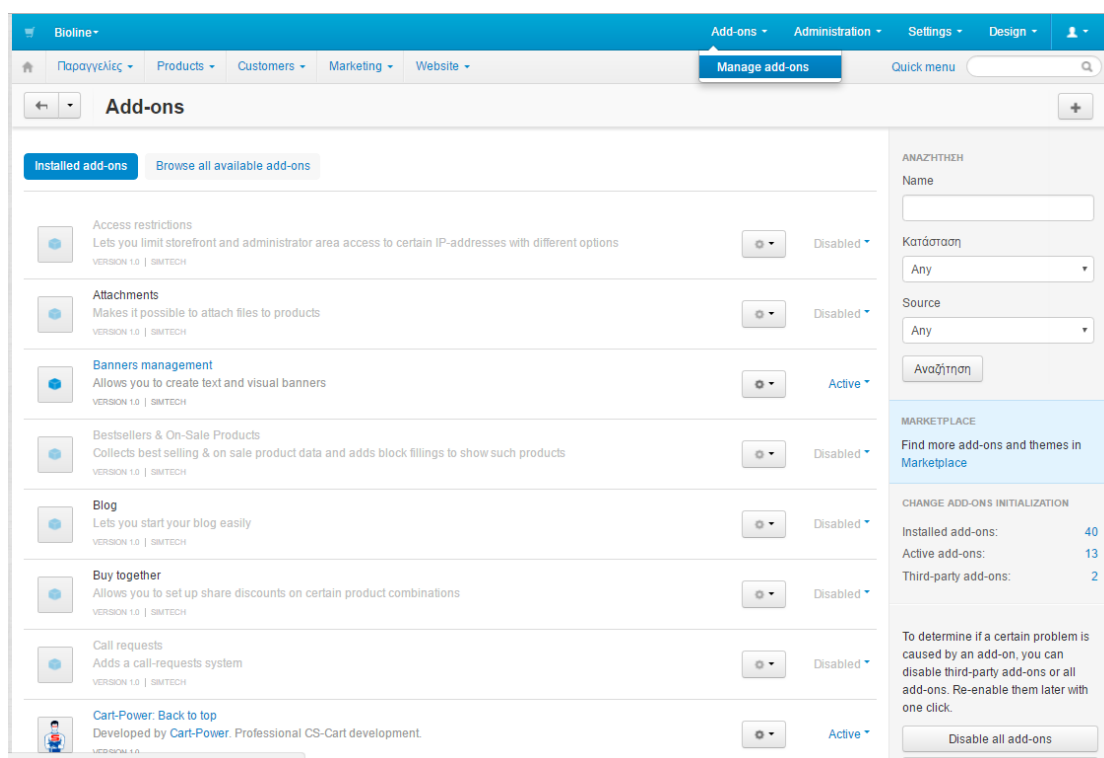 Bioline
Add-ons
Administration
Settings
Design
Παραγγελίες
Products
Customers
Marketing
Website
Manage add-ons
Quick menu
Add-ons
+
Installed add-ons
Browse all available add-ons
Access restrictions
Lets you limit storefront and administrator area access to certain IP-addresses with different options
VERSION 1.0 | SIMTECH
Disabled
Attachments
Makes it possible to attach files to products
VERSION 1.0 | SIMTECH
Disabled
Banners management
Allows you to create text and visual banners
VERSION 1.0 | SIMTECH
Active
Bestsellers & On-Sale Products
Collects best selling & on sale product data and adds block fillings to show such products
VERSION 1.0 | SIMTECH
Disabled
Blog
Lets you start your blog easily
VERSION 1.0 | SIMTECH
Disabled
Buy together
Allows you to set up share discounts on certain product combinations
VERSION 1.0 | SIMTECH
Disabled
Call requests
Adds a call-requests system
VERSION 1.0 | SIMTECH
Disabled
Cart-Power: Back to top
Developed by Cart-Power. Professional CS-Cart development.
VERSION 1.0
Active
ΑΝΑΖΉΤΗΣΗ
Name
Κατάσταση
Any
Source
Any
Αναζήτηση
MARKETPLACE
Find more add-ons and themes in
Marketplace
CHANGE ADD-ONS INITIALIZATION
Installed add-ons: 40
Active add-ons: 13
Third-party add-ons: 2
To determine if a certain problem is
caused by an add-on, you can
disable third-party add-ons or all
add-ons. Re-enable them later with
one click.
Disable all add-ons